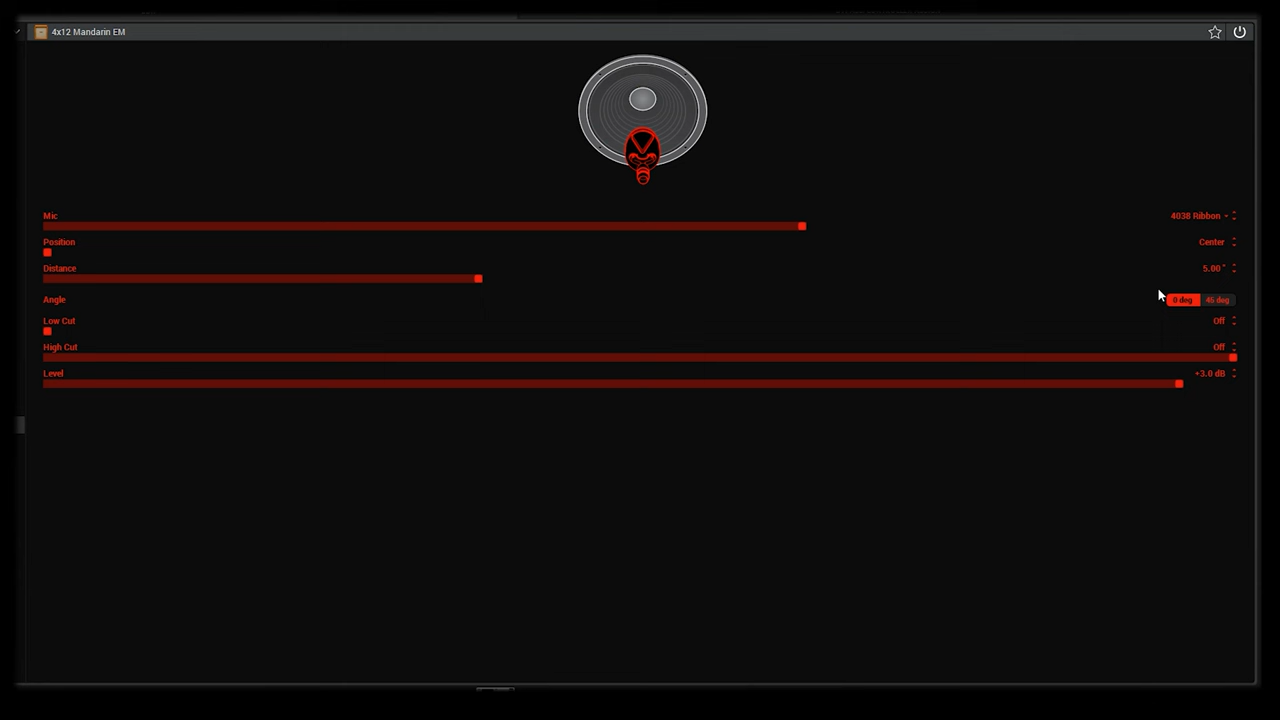 4x12 Mandarin EM
Mic 4038 Ribbon
Position Center
Distance 5.00 "
Angle 0 deg 45 deg
Low Cut Off
High Cut Off
Level +3.0 dB